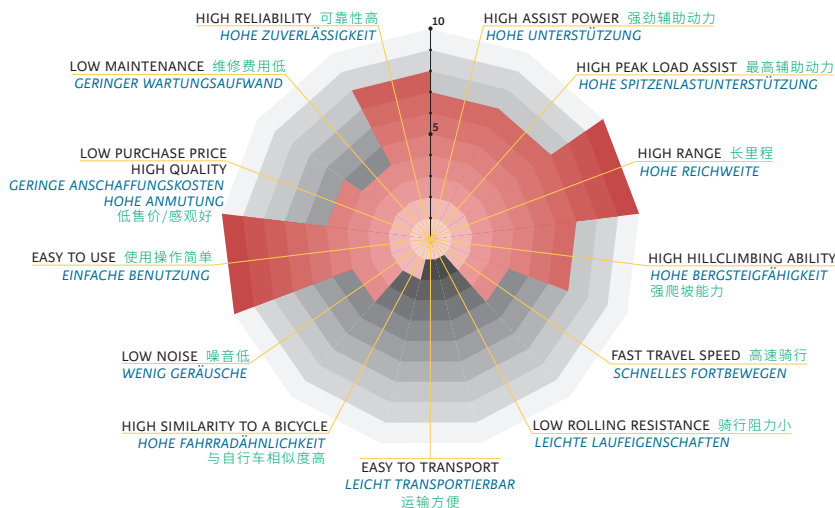 10
5
HIGH RELIABILITY 可靠性高
HOHE ZUVERLÄSSIGKEIT
HIGH ASSIST POWER 强劲辅助动力
HOHE UNTERSTÜTZUNG
LOW MAINTENANCE 维修费用低
GERINGER WARTUNGSAUFWAND
HIGH PEAK LOAD ASSIST 最高辅助动力
HOHE SPITZENLASTUNTERSTÜTZUNG
LOW PURCHASE PRICE
HIGH QUALITY
GERINGE ANSCHAFFUNGSKOSTEN
HOHE ANMUTUNG
低售价/感观好
HIGH RANGE 长里程
HOHE REICHWEITE
EASY TO USE 使用操作简单
EINFACHE BENUTZUNG
HIGH HILLCLIMBING ABILITY
HOHE BERGSTEIGFÄHIGKEIT
强爬坡能力
LOW NOISE 噪音低
WENIG GERÄUSCHE
FAST TRAVEL SPEED 高速骑行
SCHNELLES FORTBEWEGEN
HIGH SIMILARITY TO A BICYCLE
HOHE FAHRRADÄHNLICHKEIT
与自行车相似度高
LOW ROLLING RESISTANCE 骑行阻力小
LEICHTE LAUFEIGENSCHAFTEN
EASY TO TRANSPORT
LEICHT TRANSPORTIERBAR
运输方便